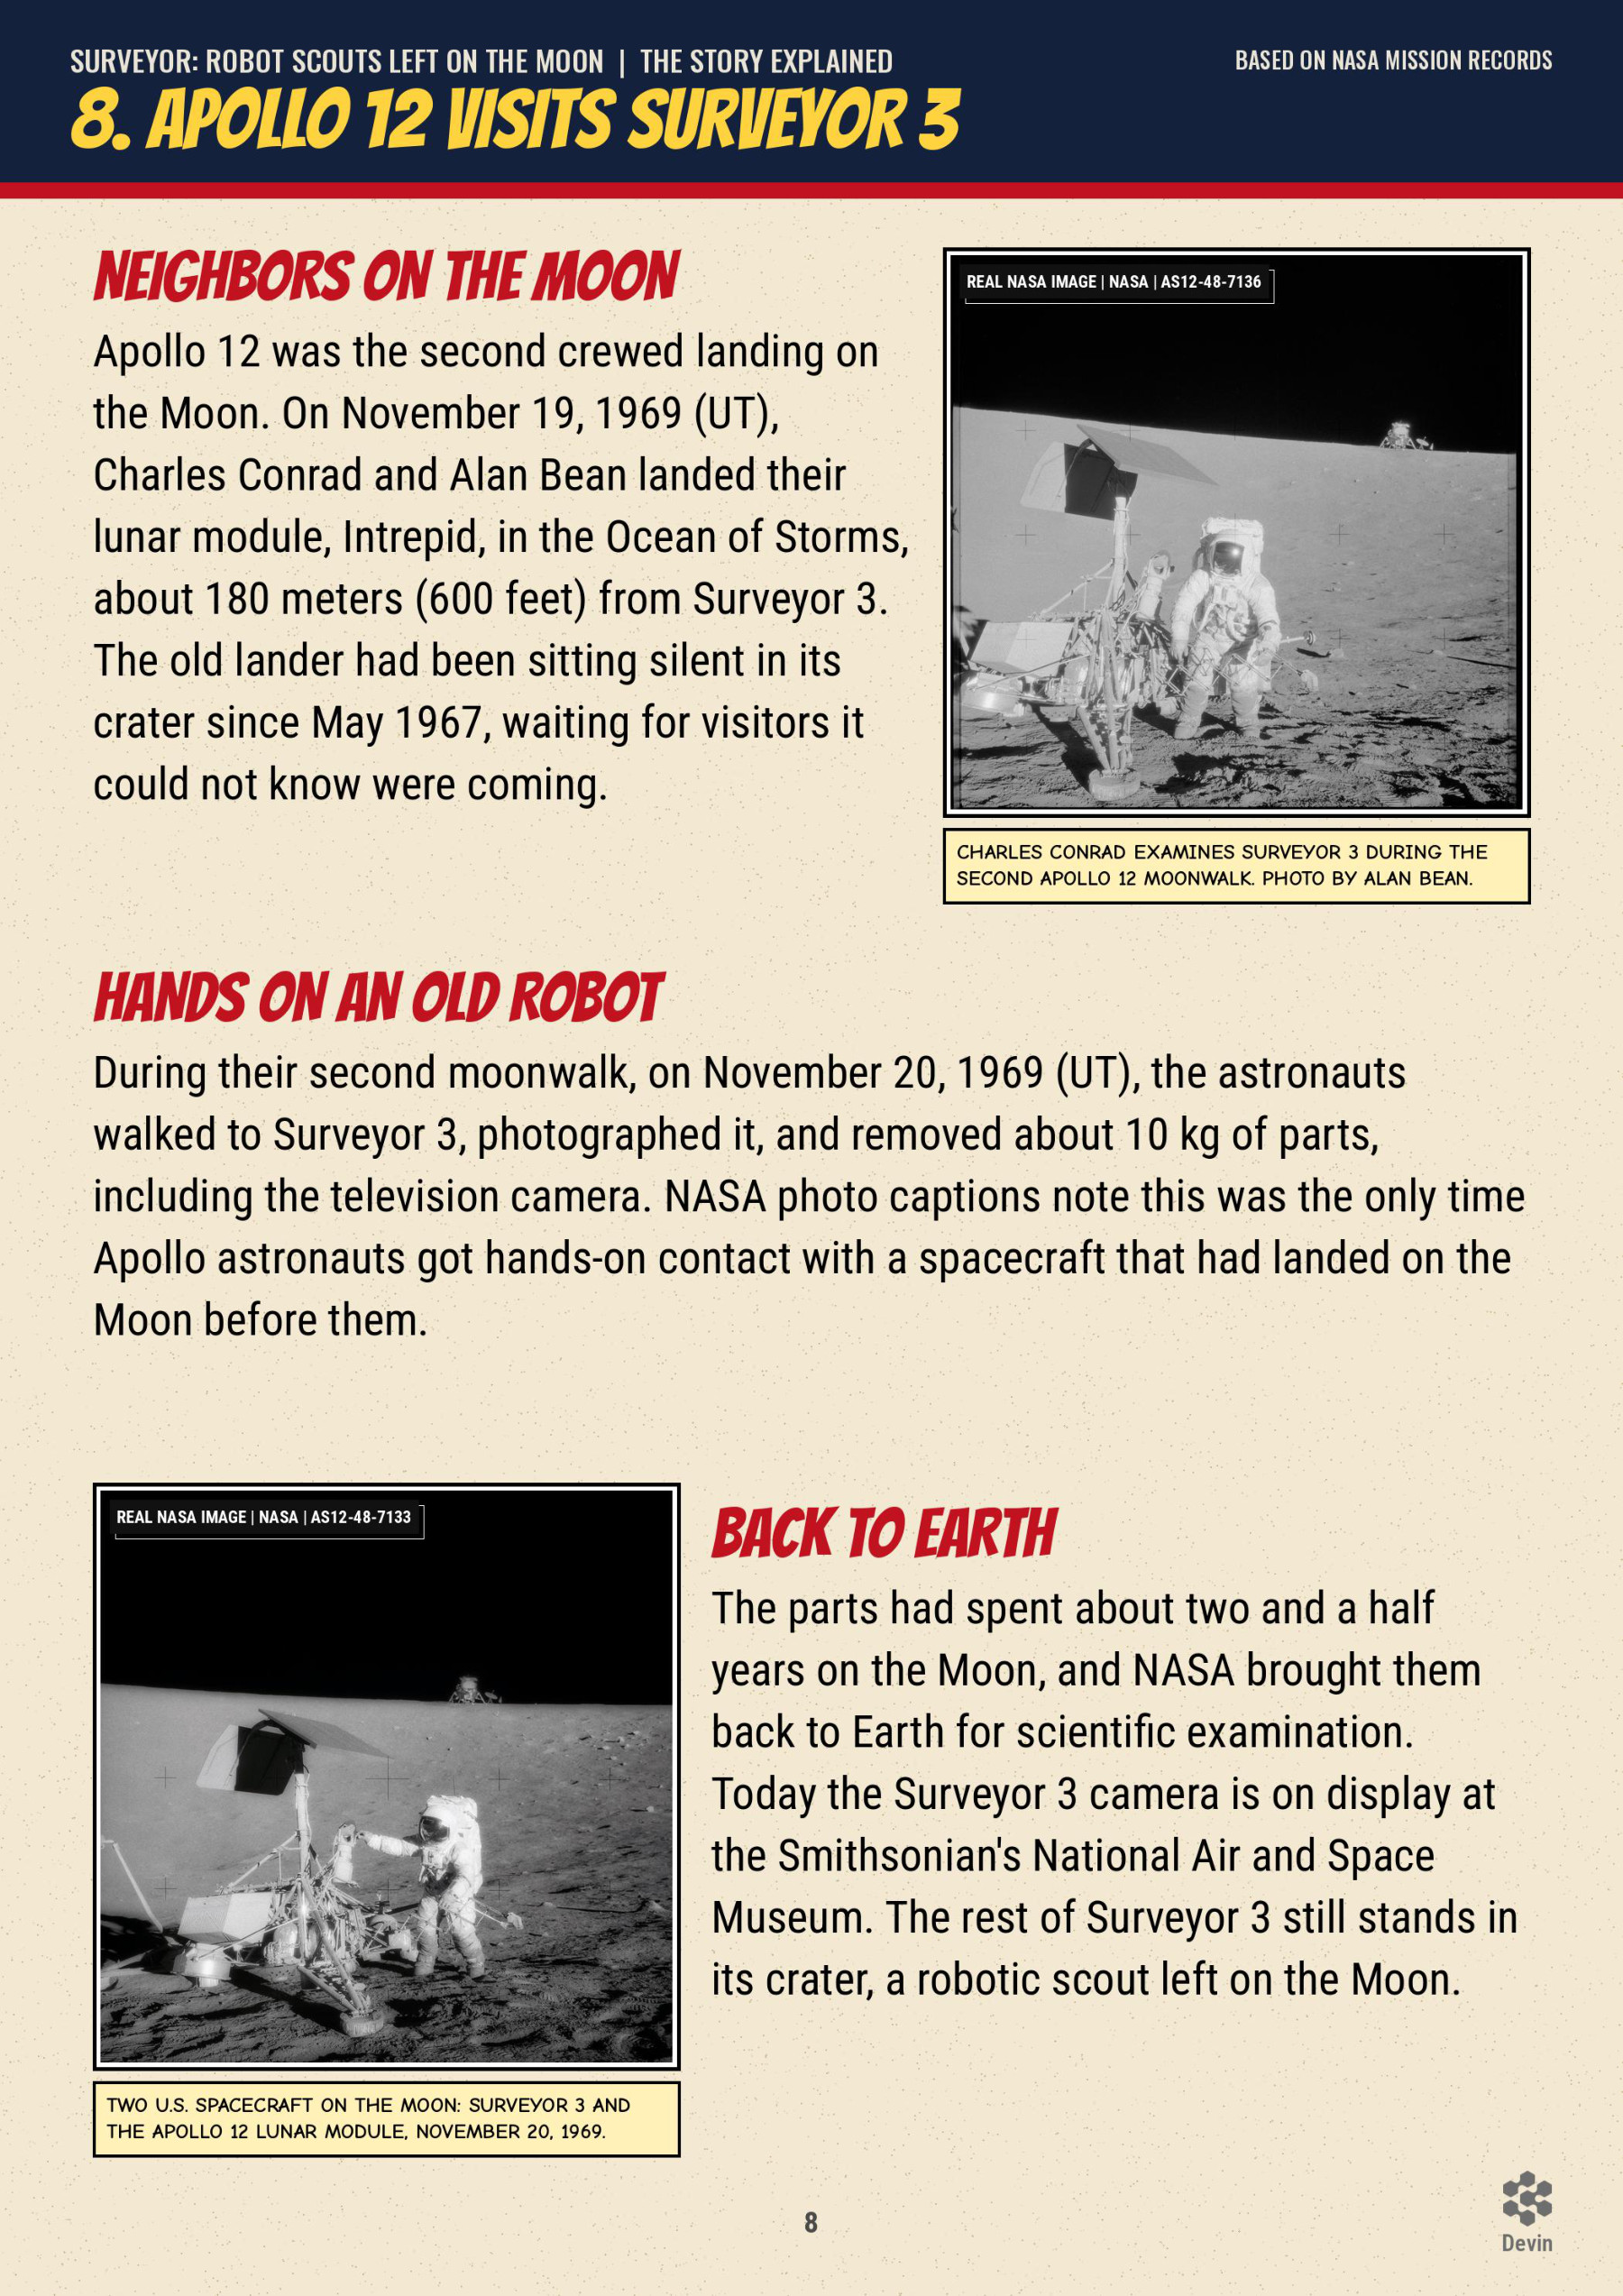 SURVEYOR: ROBOT SCOUTS LEFT ON THE MOON | THE STORY EXPLAINED
BASED ON NASA MISSION RECORDS
8. APOLLO 12 VISITS SURVEYOR 3
NEIGHBORS ON THE MOON
Apollo 12 was the second crewed landing on
the Moon. On November 19, 1969 (UT),
Charles Conrad and Alan Bean landed their
lunar module, Intrepid, in the Ocean of Storms,
about 180 meters (600 feet) from Surveyor 3.
The old lander had been sitting silent in its
crater since May 1967, waiting for visitors it
could not know were coming.
REAL NASA IMAGE | NASA | AS12-48-7136
CHARLES CONRAD EXAMINES SURVEYOR 3 DURING THE
SECOND APOLLO 12 MOONWALK. PHOTO BY ALAN BEAN.
HANDS ON AN OLD ROBOT
During their second moonwalk, on November 20, 1969 (UT), the astronauts
walked to Surveyor 3, photographed it, and removed about 10 kg of parts,
including the television camera. NASA photo captions note this was the only time
Apollo astronauts got hands-on contact with a spacecraft that had landed on the
Moon before them.
REAL NASA IMAGE | NASA | AS12-48-7133
TWO U.S. SPACECRAFT ON THE MOON: SURVEYOR 3 AND
THE APOLLO 12 LUNAR MODULE, NOVEMBER 20, 1969.
BACK TO EARTH
The parts had spent about two and a half
years on the Moon, and NASA brought them
back to Earth for scientific examination.
Today the Surveyor 3 camera is on display at
the Smithsonian's National Air and Space
Museum. The rest of Surveyor 3 still stands in
its crater, a robotic scout left on the Moon.
8
Devin